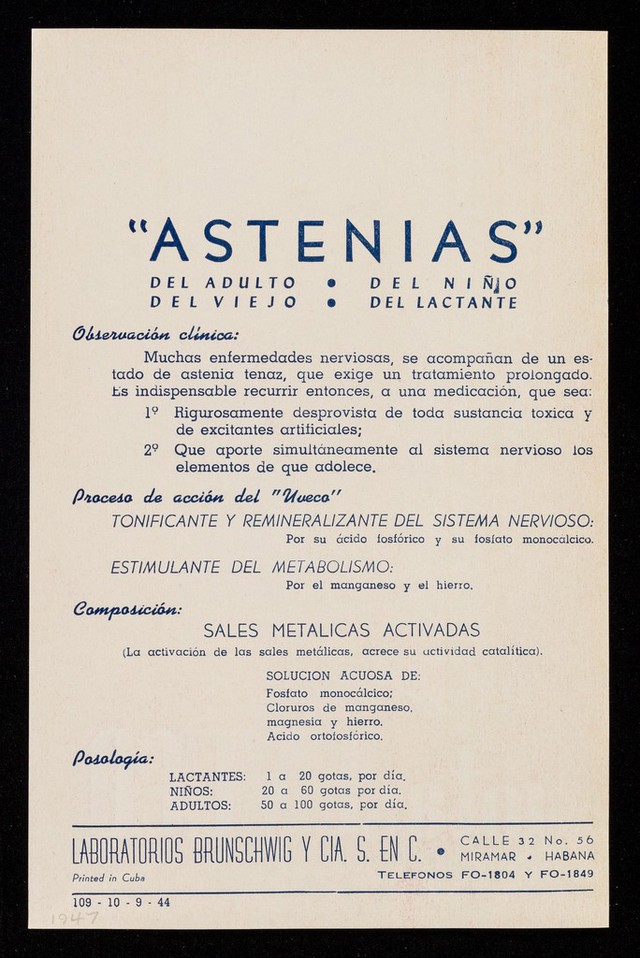 "ASTENIAS"
DEL ADULTO • DEL NIÑO
DEL VIEJO • DEL LACTANTE
Observación clínica:
Muchas enfermedades nerviosas, se acompañan de un es-
tado de astenia tenaz, que exige un tratamiento prolongado.
Es indispensable recurrir entonces, a una medicación, que sea:
1º Rigurosamente desprovista de toda sustancia toxica y
de excitantes artificiales;
2º Que aporte simultáneamente al sistema nervioso los
elementos de que adolece.
Proceso de acción del "Uveco"
TONIFICANTE Y REMINERALIZANTE DEL SISTEMA NERVIOSO:
Por su ácido fosfórico y su fosfato monocalcico.
ESTIMULANTE DEL METABOLISMO:
Por el manganeso y el hierro.
Composición:
SALES METALICAS ACTIVADAS
(La activación de las sales metálicas, acrece su actividad catalítica).
SOLUCION ACUOSA DE:
Fosfato monocálcico;
Cloruros de manganeso,
magnesia y hierro.
Acido ortofosfórico.
Posología:
LACTANTES: 1 a 20 gotas, por día.
NIÑOS: 20 a 60 gotas por día.
ADULTOS: 50 a 100 gotas, por día.
LABORATORIOS BRUNSCHWIG Y CIA. S. EN C. • CALLE 32 No. 56
MIRAMAR • HABANA
Printed in Cuba TELEFONOS FO-1804 Y FO-1849
109 - 10 - 9 - 44
1947